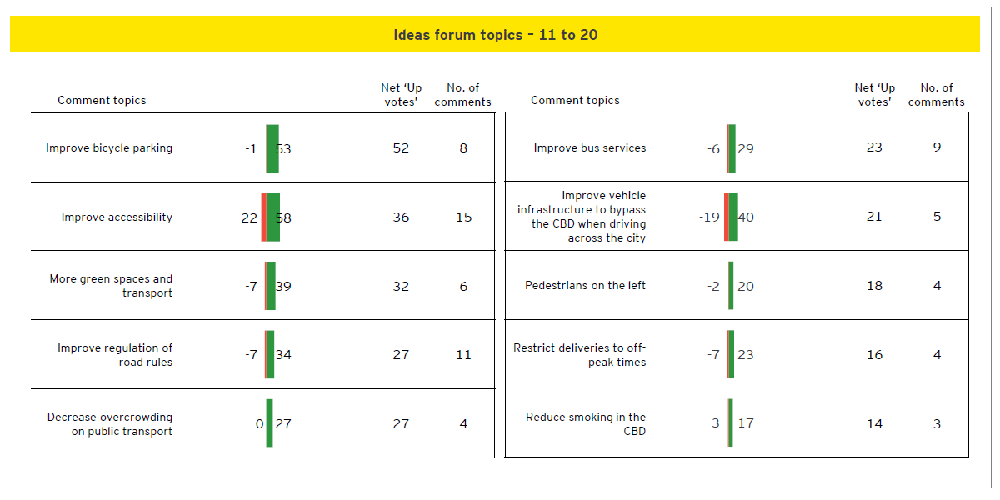 Ideas forum topics – 11 to 20
Comment topics
Net ‘Up votes’
No. of comments
Improve bicycle parking
-1 53 52 8
Improve accessibility
-22 58 36 15
More green spaces and
transport
-7 39 32 6
Improve regulation of
road rules
-7 34 27 11
Decrease overcrowding
on public transport
0 27 27 4
Comment topics
Net ‘Up votes’
No. of comments
Improve bus services
-6 29 23 9
Improve vehicle
infrastructure to bypass
the CBD when driving
across the city
-19 40 21 5
Pedestrians on the left
-2 20 18 4
Restrict deliveries to off-
peak times
-7 23 16 4
Reduce smoking in the
CBD
-3 17 14 3